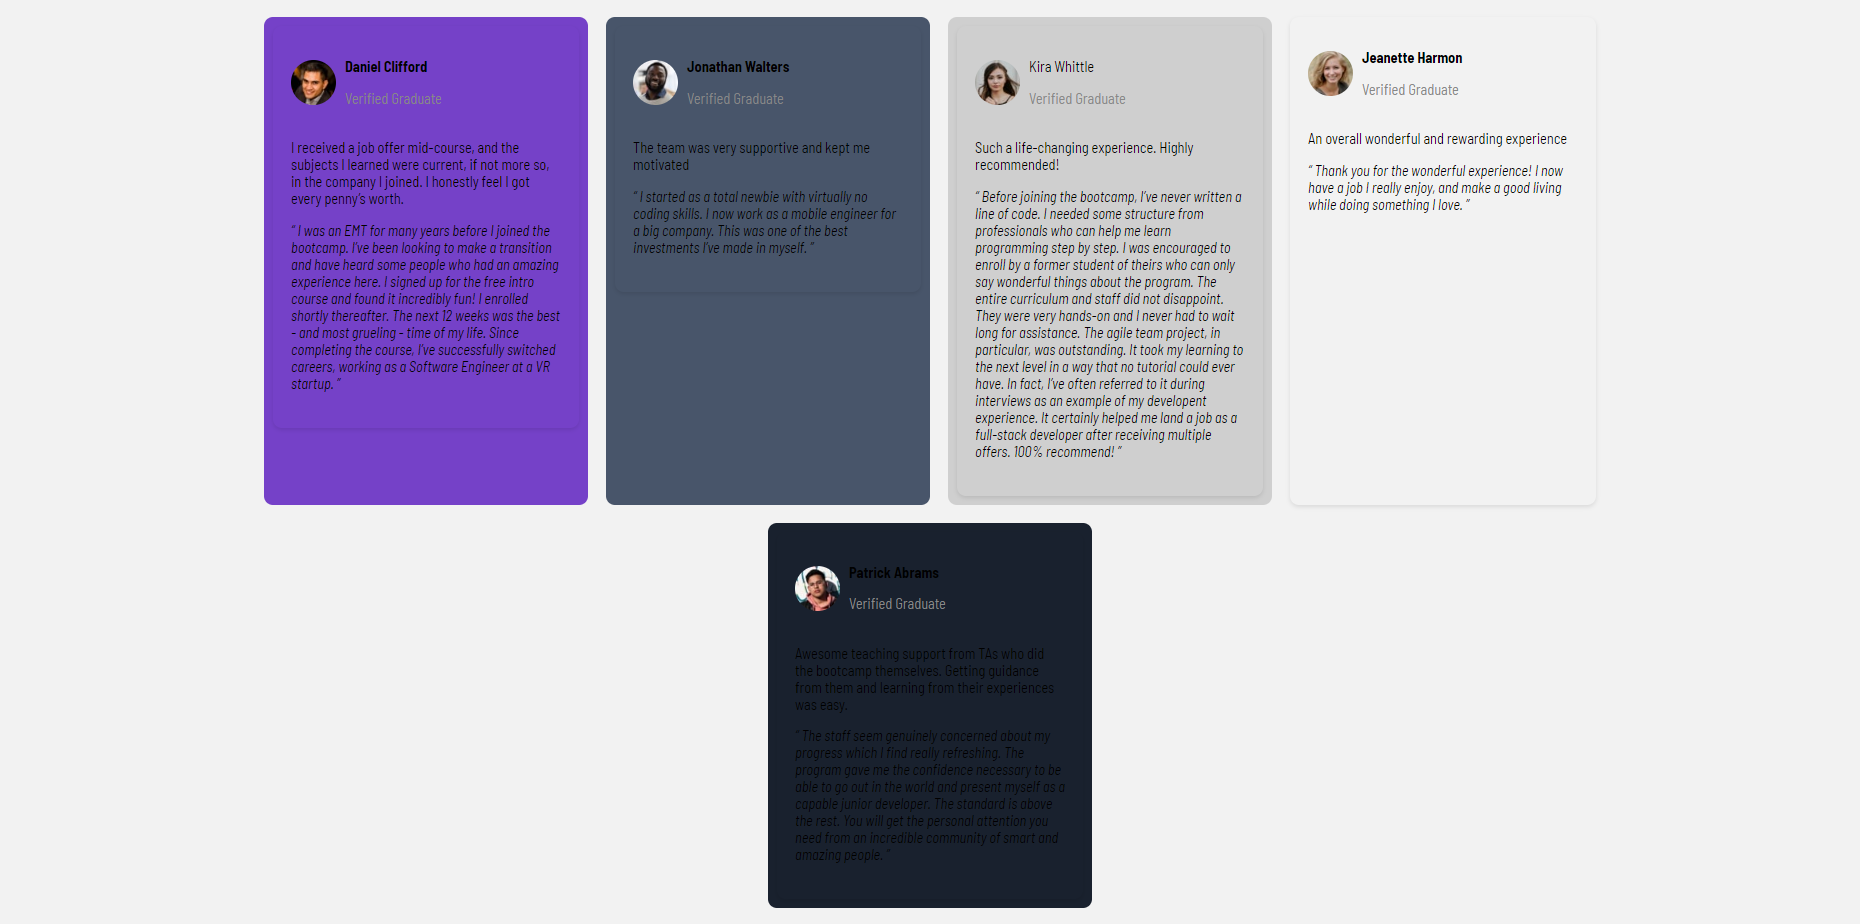 Daniel Clifford
Verified Graduate
I received a job offer mid-course, and the
subjects I learned were current, if not more so,
in the company I joined. I honestly feel I got
every penny's worth.
“ I was an EMT for many years before I joined the
bootcamp. I've been looking to make a transition
and have heard some people who had an amazing
experience here. I signed up for the free intro
course and found it incredibly fun! I enrolled
shortly thereafter. The next 12 weeks was the best
- and most grueling - time of my life. Since
completing the course, I've successfully switched
careers, working as a Software Engineer at a VR
startup. ”
Jonathan Walters
Verified Graduate
The team was very supportive and kept me
motivated
“ I started as a total newbie with virtually no
coding skills. I now work as a mobile engineer for
a big company. This was one of the best
investments I've made in myself. ”
Kira Whittle
Verified Graduate
Such a life-changing experience. Highly
recommended!
“ Before joining the bootcamp, I've never written a
line of code. I needed some structure from
professionals who can help me learn
programming step by step. I was encouraged to
enroll by a former student of theirs who can only
say wonderful things about the program. The
entire curriculum and staff did not disappoint.
They were very hands-on and I never had to wait
long for assistance. The agile team project, in
particular, was outstanding. It took my learning to
the next level in a way that no tutorial could ever
have. In fact, I've often referred to it during
interviews as an example of my developent
experience. It certainly helped me land a job as a
full-stack developer after receiving multiple
offers. 100% recommend! ”
Jeanette Harmon
Verified Graduate
An overall wonderful and rewarding experience
“ Thank you for the wonderful experience! I now
have a job I really enjoy, and make a good living
while doing something I love. ”
Patrick Abrams
Verified Graduate
Awesome teaching support from TAs who did
the bootcamp themselves. Getting guidance
from them and learning from their experiences
was easy.
“ The staff seem genuinely concerned about my
progress which I find really refreshing. The
program gave me the confidence necessary to be
able to go out in the world and present myself as a
capable junior developer. The standard is above
the rest. You will get the personal attention you
need from an incredible community of smart and
amazing people. ”